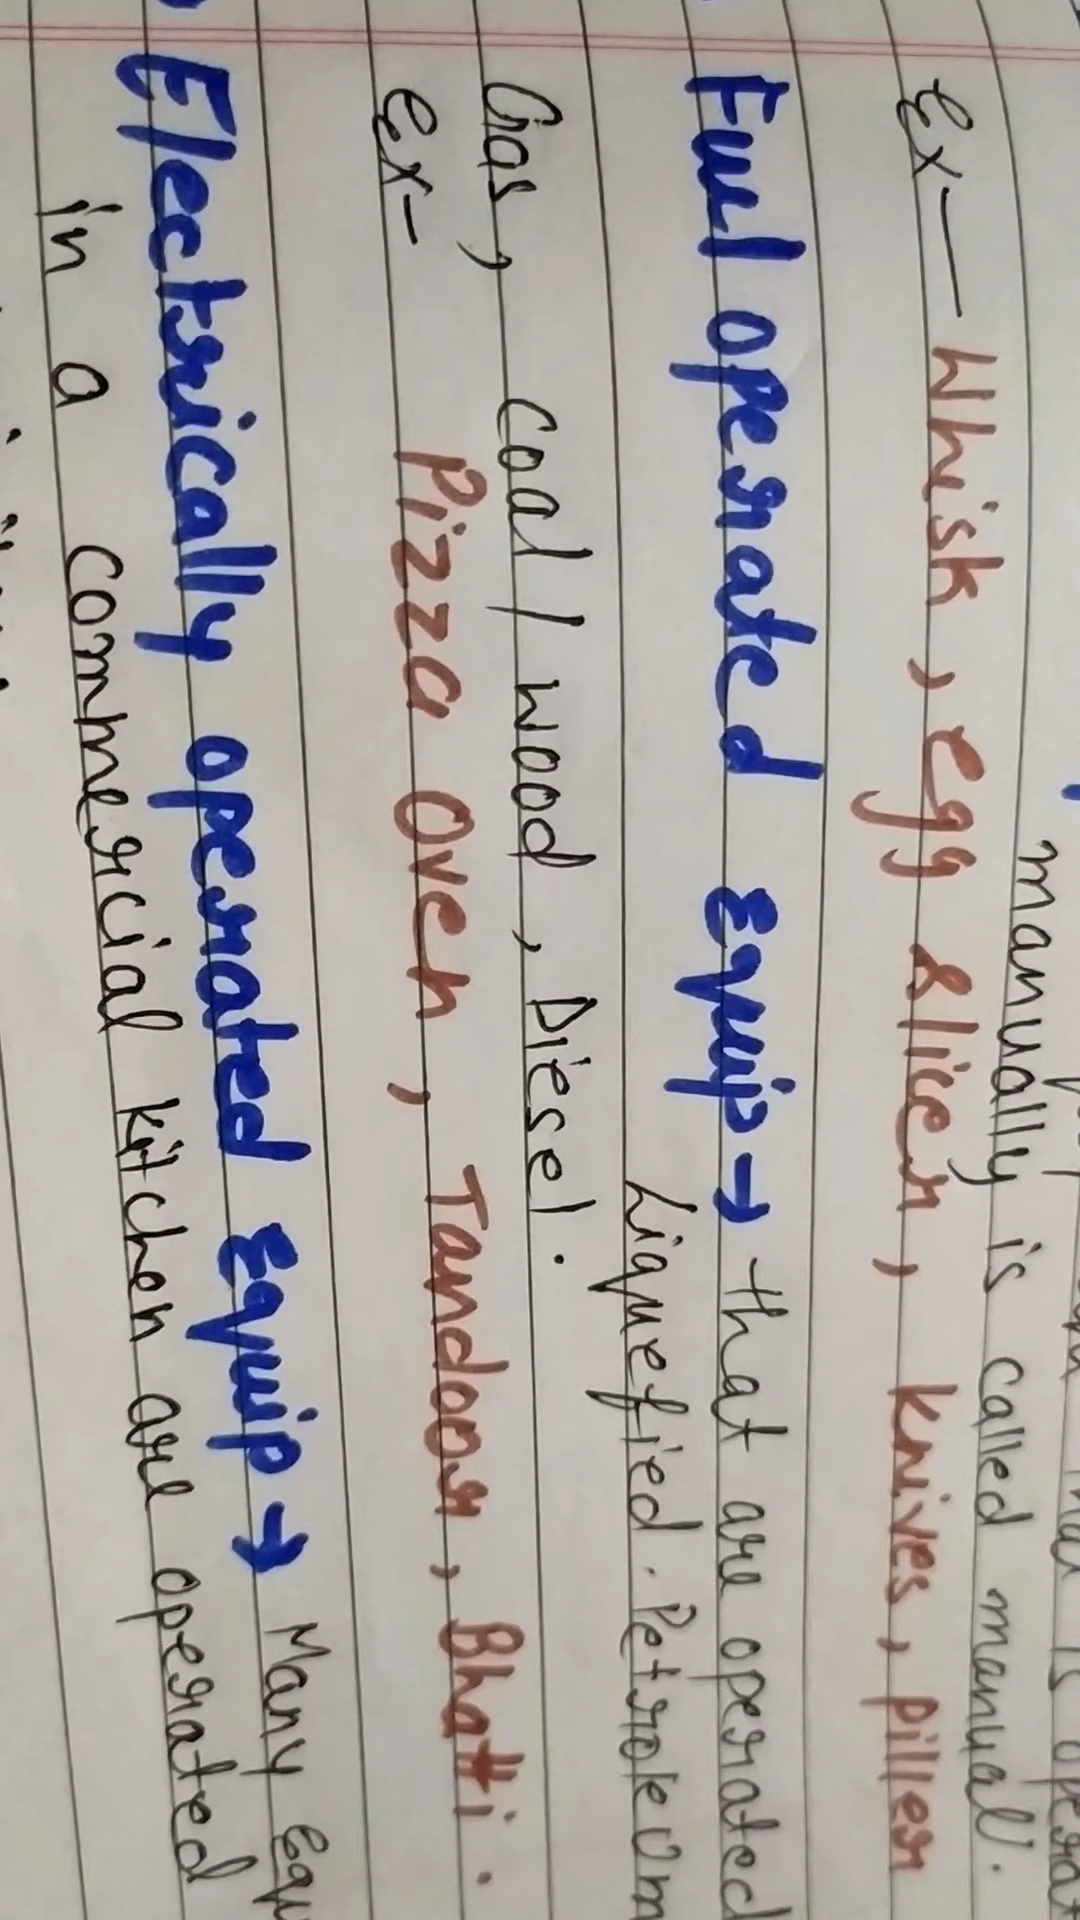 manually is called manual.
Ex— Whisk, egg slicer, knives, piller
Fuel operated Equip → that are operated
Liquefied. Petroleum
Gas, coal / wood, Diesel.
Ex- Pizza Oven, Tandoor, Bhatti.
Electrically operated Equip → Many Equ
in a commercial kitchen are operated